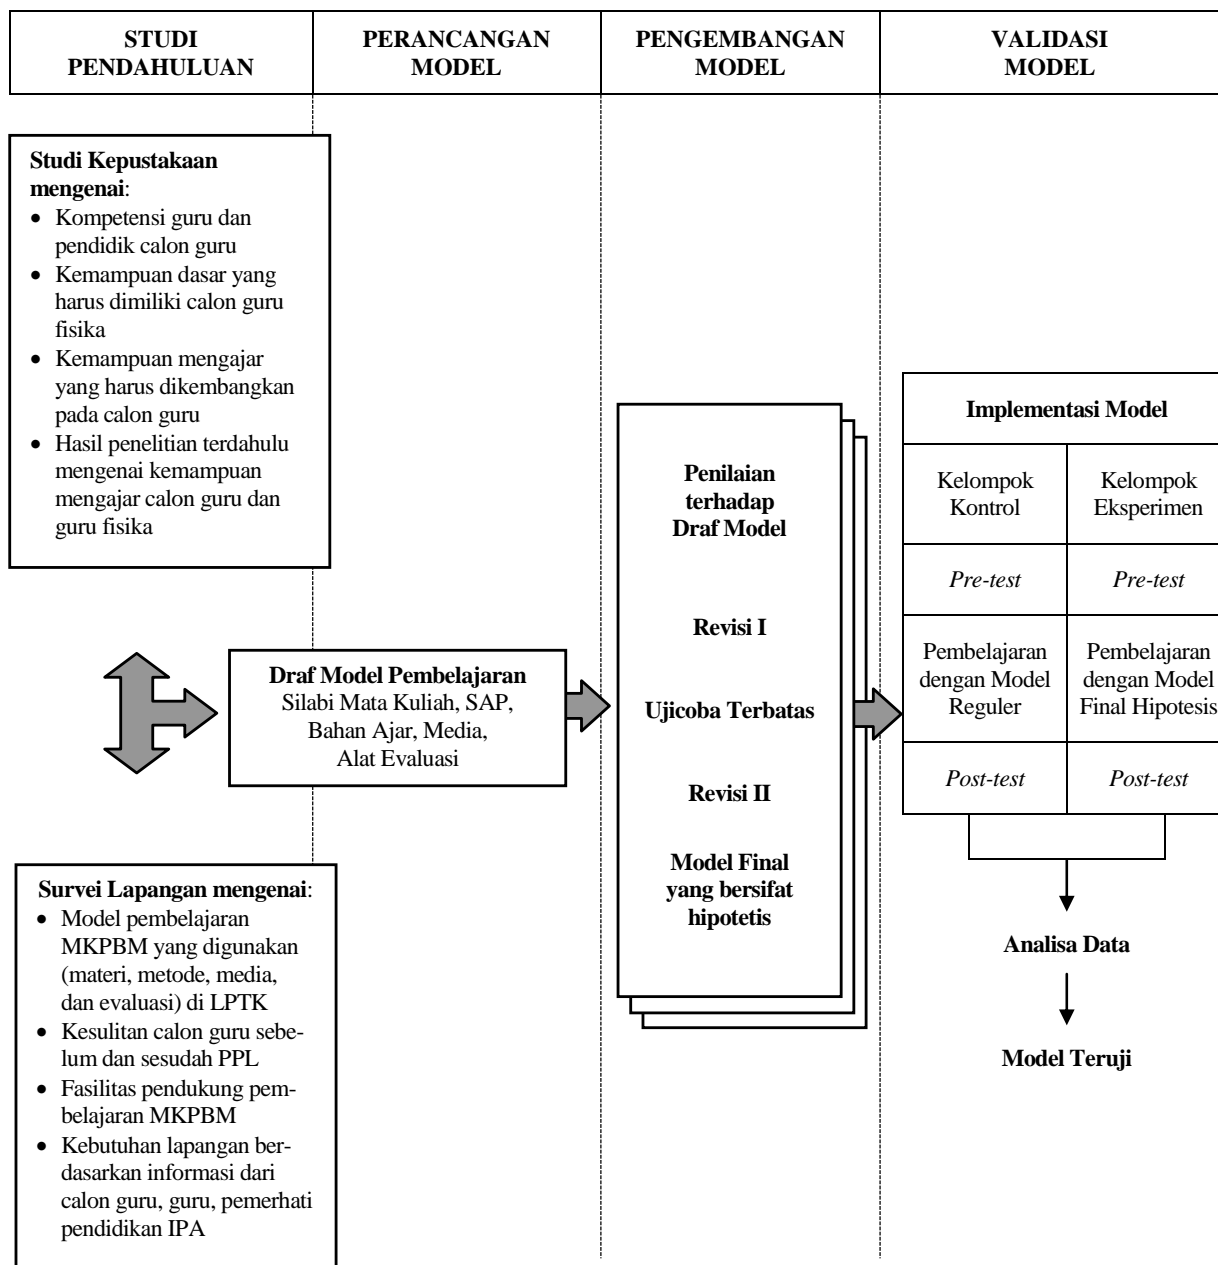 STUDI
PENDAHULUAN
PERANCANGAN
MODEL
PENGEMBANGAN
MODEL
VALIDASI
MODEL
Studi Kepustakaan
mengenai:
• Kompetensi guru dan
pendidik calon guru
• Kemampuan dasar yang
harus dimiliki calon guru
fisika
• Kemampuan mengajar
yang harus dikembangkan
pada calon guru
• Hasil penelitian terdahulu
mengenai kemampuan
mengajar calon guru dan
guru fisika
Survei Lapangan mengenai:
• Model pembelajaran
MKPBM yang digunakan
(materi, metode, media,
dan evaluasi) di LPTK
• Kesulitan calon guru sebe-
lum dan sesudah PPL
• Fasilitas pendukung pem-
belajaran MKPBM
• Kebutuhan lapangan ber-
dasarkan informasi dari
calon guru, guru, pemerhati
pendidikan IPA
Draf Model Pembelajaran
Silabi Mata Kuliah, SAP,
Bahan Ajar, Media,
Alat Evaluasi
Penilaian
terhadap
Draf Model
Revisi I
Ujicoba Terbatas
Revisi II
Model Final
yang bersifat
hipotetis
Implementasi Model
Kelompok
Kontrol
Kelompok
Eksperimen
Pre-test
Pre-test
Pembelajaran
dengan Model
Reguler
Pembelajaran
dengan Model
Final Hipotesis
Post-test
Post-test
Analisa Data
Model Teruji